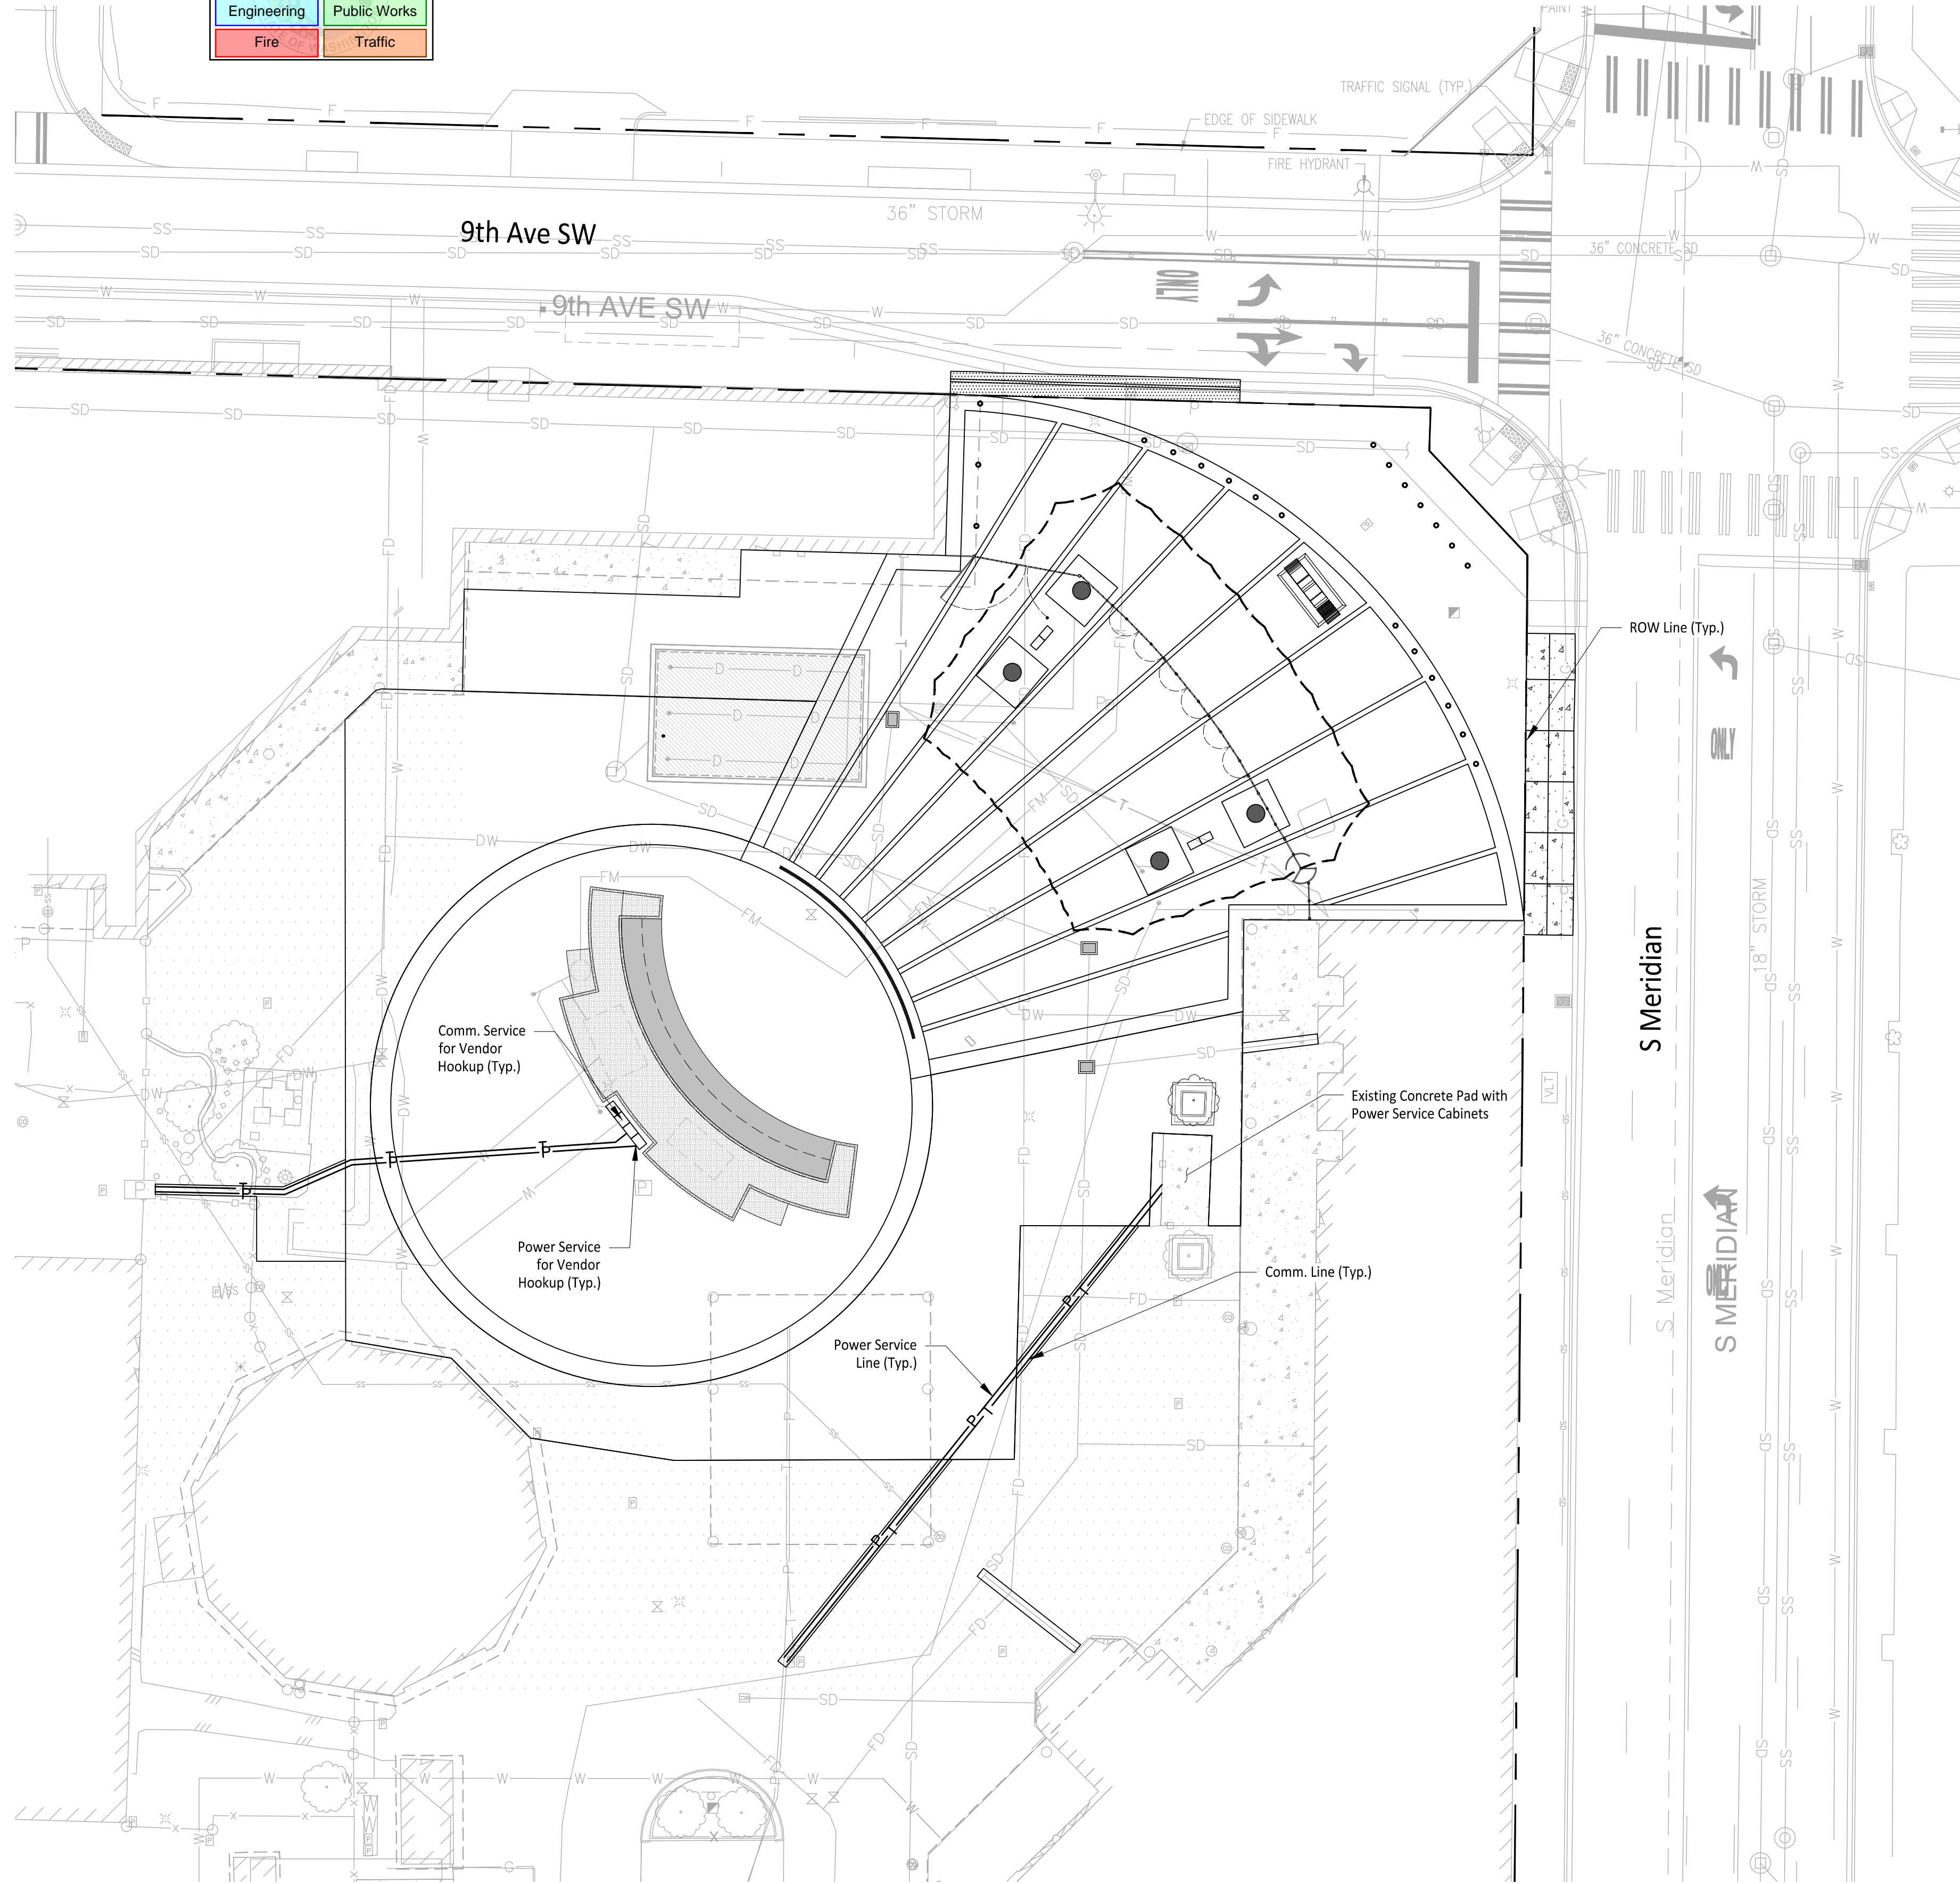 Engineering
Public Works
Fire
Traffic
PAINT
TRAFFIC SIGNAL (TYP.)
EDGE OF SIDEWALK
FIRE HYDRANT
36" STORM
9th Ave SW
36" CONCRETE SD
9th AVE SW
ONLY
36" CONCRETE SD
ROW Line (Typ.)
ONLY
18" STORM
S Meridian
Comm. Service
for Vendor
Hookup (Typ.)
VLT
Existing Concrete Pad with
Power Service Cabinets
Power Service
for Vendor
Hookup (Typ.)
Comm. Line (Typ.)
S Meridian
S MERIDIAN
ONLY
Power Service
Line (Typ.)